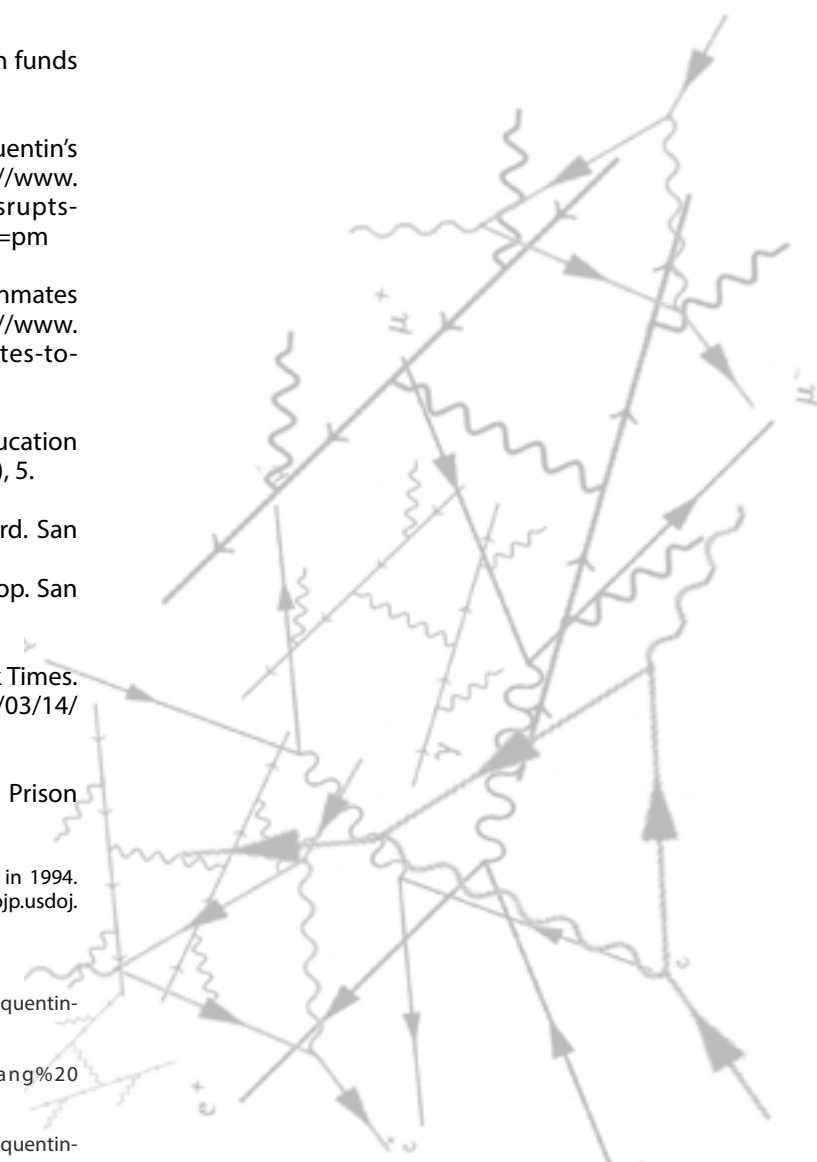 n funds
uentin's
//www.
srupts-
=pm
nmates
//www.
tes-to-
ucation
), 5.
rd. San
op. San
k Times.
/03/14/
Prison
in 1994.
ojp.usdoj.
quentin-
ang%20
quentin-
μ+
μ-
γ
e+